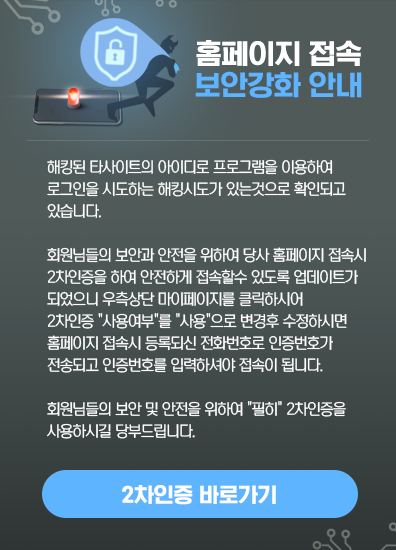 홈페이지 접속
보안강화 안내
해킹된 타사이트의 아이디로 프로그램을 이용하여
로그인을 시도하는 해킹시도가 있는것으로 확인되고
있습니다.
회원님들의 보안과 안전을 위하여 당사 홈페이지 접속시
2차인증을 하여 안전하게 접속할수 있도록 업데이트가
되었으니 우측상단 마이페이지를 클릭하시어
2차인증 "사용여부"를 "사용"으로 변경후 수정하시면
홈페이지 접속시 등록되신 전화번호로 인증번호가
전송되고 인증번호를 입력하셔야 접속이 됩니다.
회원님들의 보안 및 안전을 위하여 "필히" 2차인증을
사용하시길 당부드립니다.
2차인증 바로가기